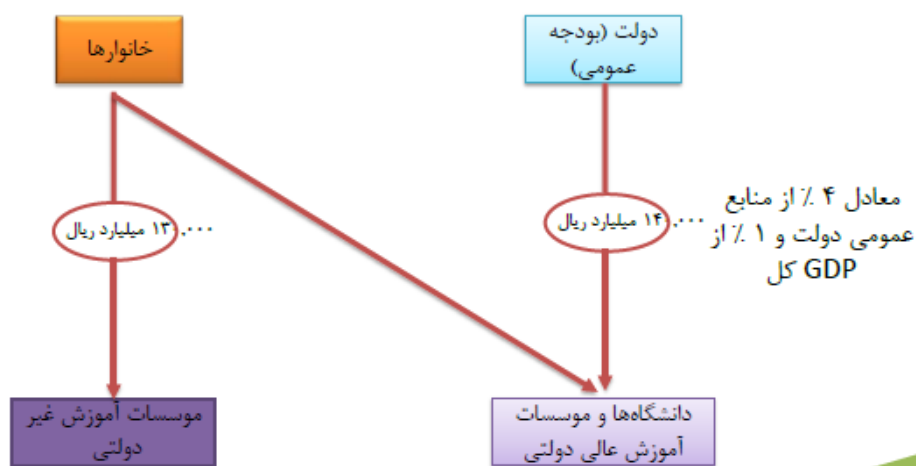 خانوارها
دولت (بودجه
عمومی)
۱۳۰,۰۰۰ میلیارد ریال
۱۴۰,۰۰۰ میلیارد ریال
معادل ۴ ٪ از منابع
عمومی دولت و ۱ ٪ از
GDP کل
موسسات آموزش غیر
دولتی
دانشگاه‌ها و موسسات
آموزش عالی دولتی